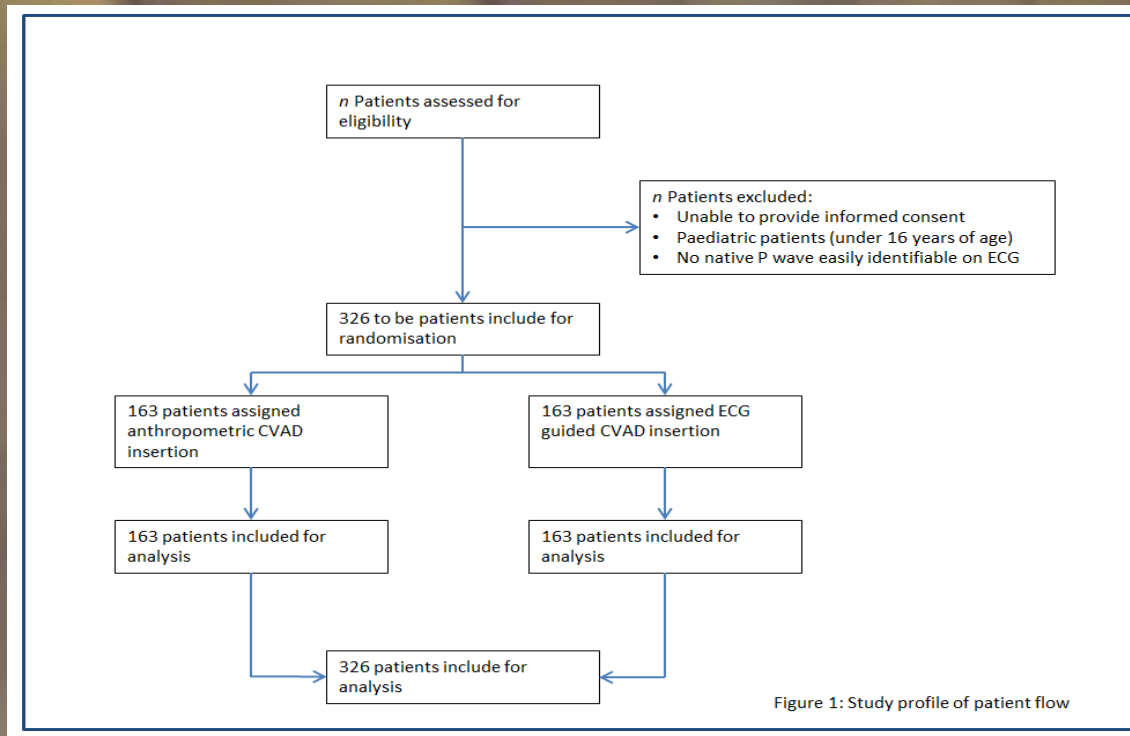 n Patients assessed for
eligibility
n Patients excluded:
• Unable to provide informed consent
• Paediatric patients (under 16 years of age)
• No native P wave easily identifiable on ECG
326 to be patients include for
randomisation
163 patients assigned
anthropometric CVAD
insertion
163 patients assigned ECG
guided CVAD insertion
163 patients included for
analysis
163 patients included for
analysis
326 patients include for
analysis
Figure 1: Study profile of patient flow